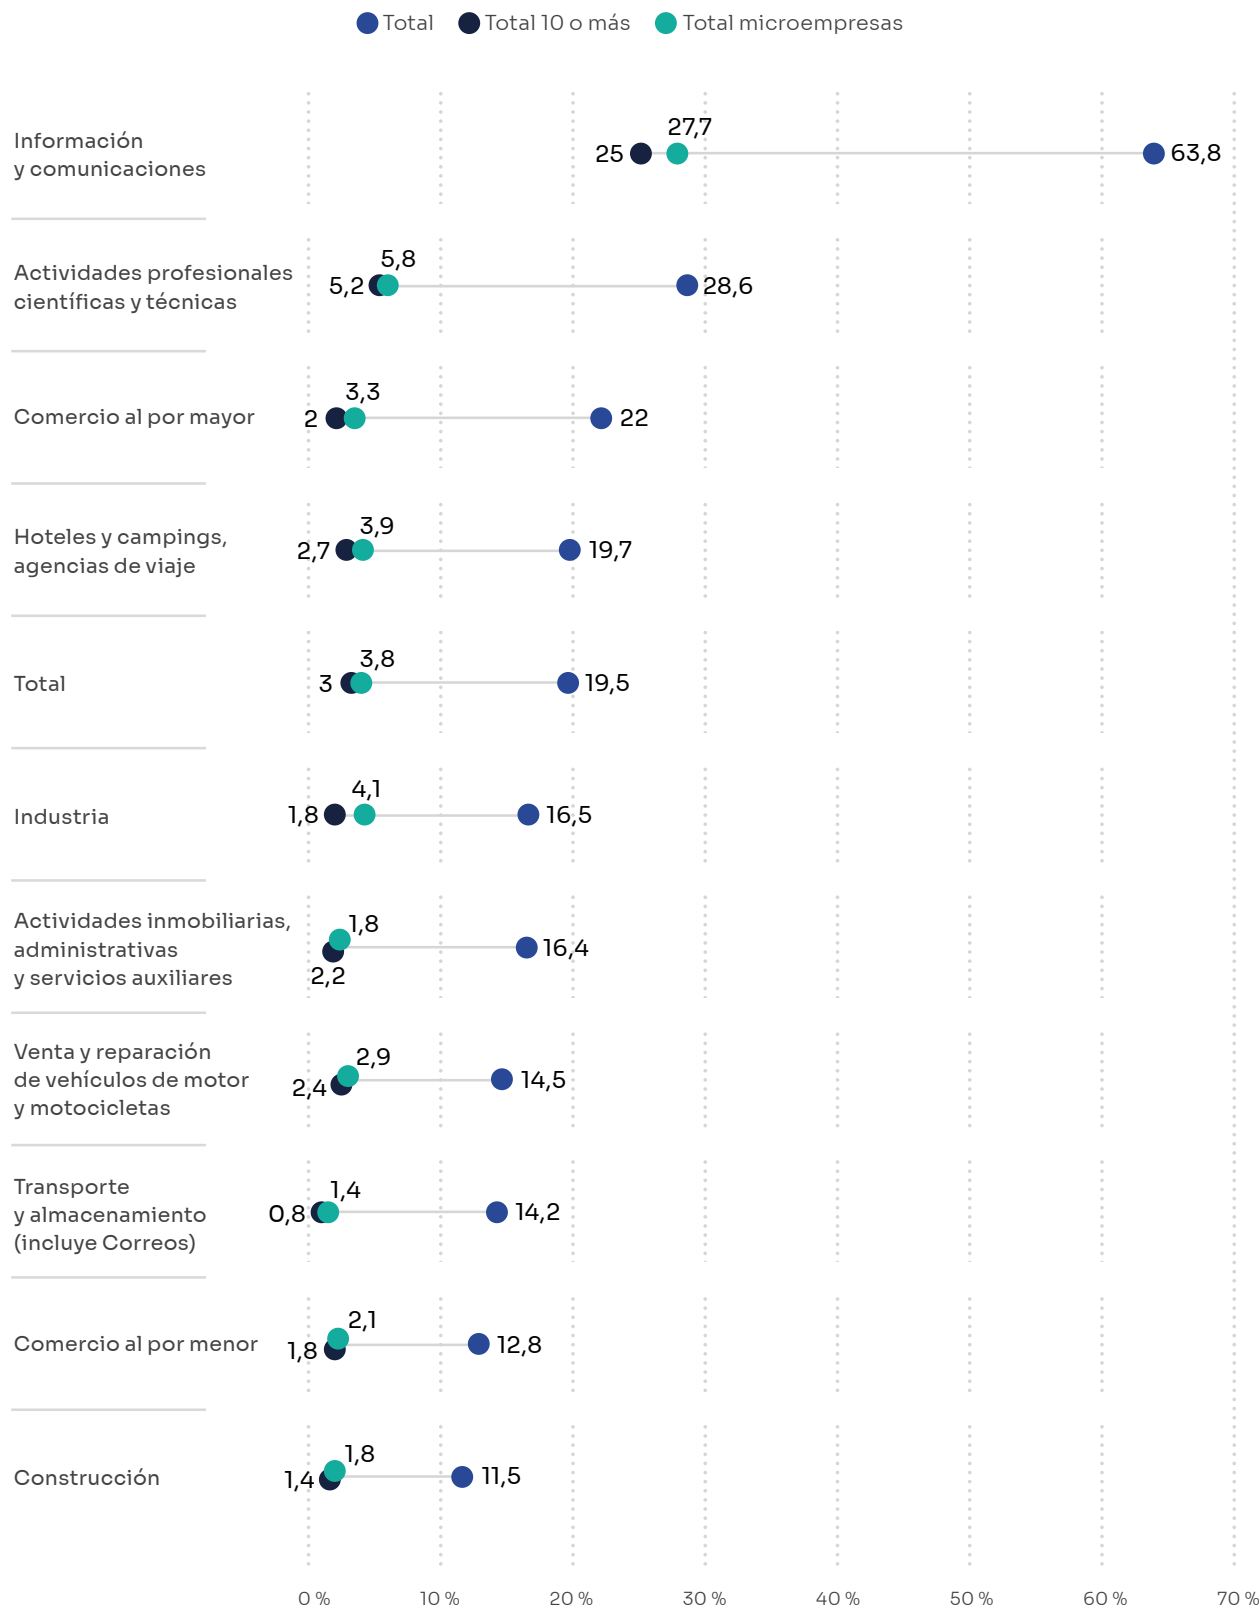 Total Total 10 o más Total microempresas
Información
y comunicaciones
25
27,7
63,8
Actividades profesionales
científicas y técnicas
5,2
5,8
28,6
Comercio al por mayor
2
3,3
22
Hoteles y campings,
agencias de viaje
2,7
3,9
19,7
Total
3
3,8
19,5
Industria
1,8
4,1
16,5
Actividades inmobiliarias,
administrativas
y servicios auxiliares
1,8
2,2
16,4
Venta y reparación
de vehículos de motor
y motocicletas
2,4
2,9
14,5
Transporte
y almacenamiento
(incluye Correos)
0,8
1,4
14,2
Comercio al por menor
1,8
2,1
12,8
Construcción
1,4
1,8
11,5
0 % 10 % 20 % 30 % 40 % 50 % 60 % 70 %